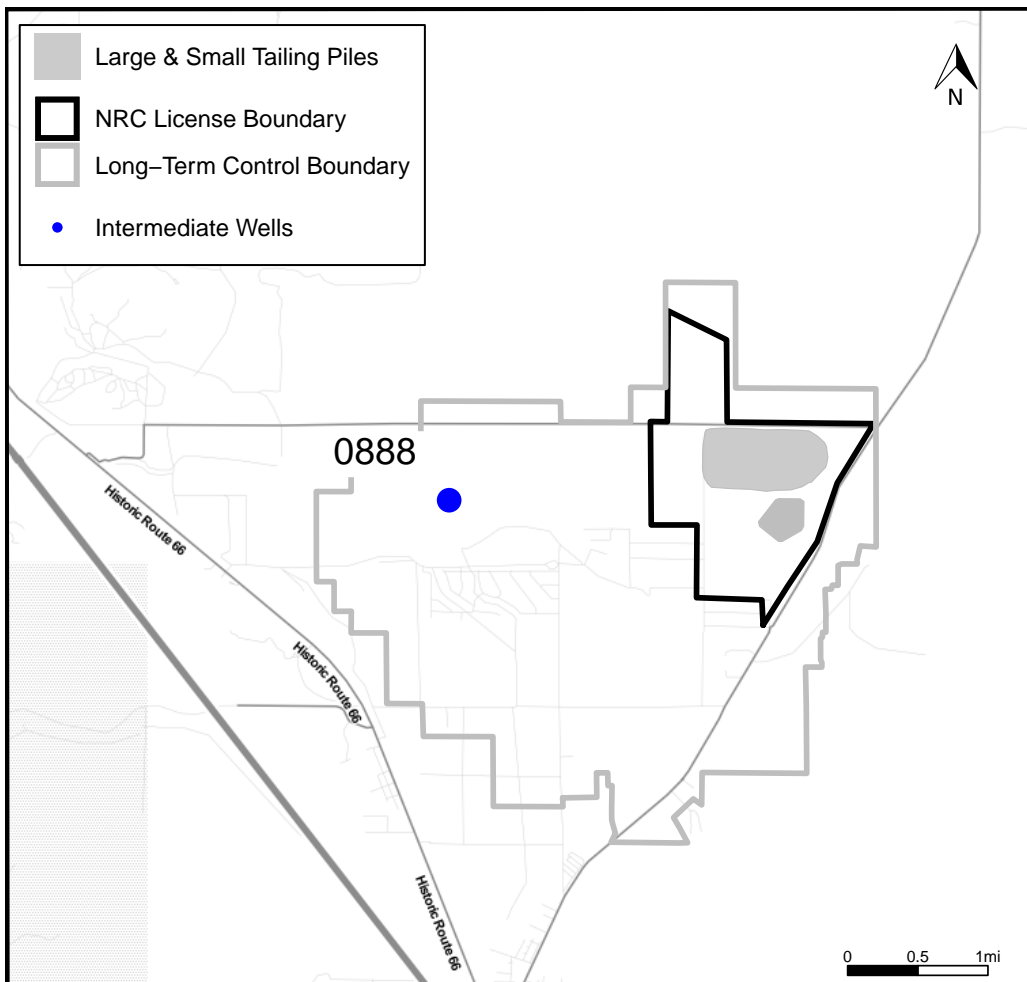 Large & Small Tailing Piles
NRC License Boundary
Long−Term Control Boundary
Intermediate Wells
N
0888
Historic Route 66
Historic Route 66
Historic Route 66
0 0.5 1mi